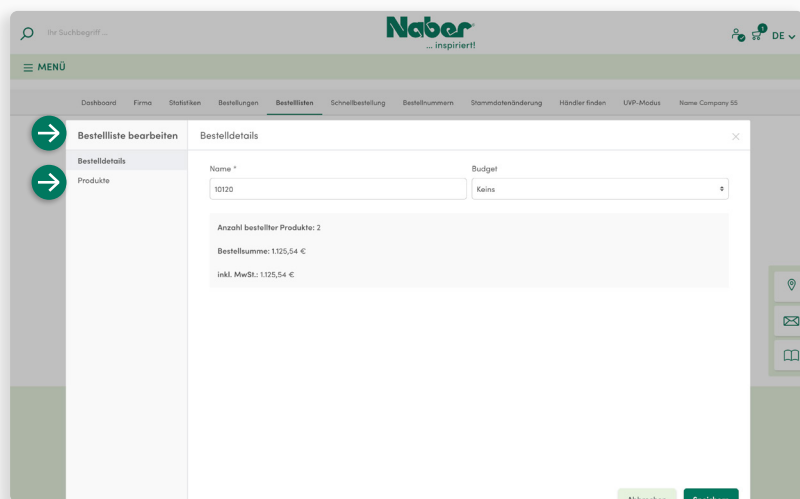 Ihr Suchbegriff ...
Naber
... inspiriert!
DE
MENÜ
Dashboard Firma Statistiken Bestellungen Bestelllisten Schnellbestellung Bestellnummern Stammdatenänderung Händler finden UVP-Modus Name Company 55
Bestellliste bearbeiten
Bestelldetails
Bestelldetails
Produkte
Name *
Budget
10120
Keins
Anzahl bestellter Produkte: 2
Bestellsumme: 1.125,54 €
inkl. MwSt.: 1.125,54 €
Abbrechen Speichern